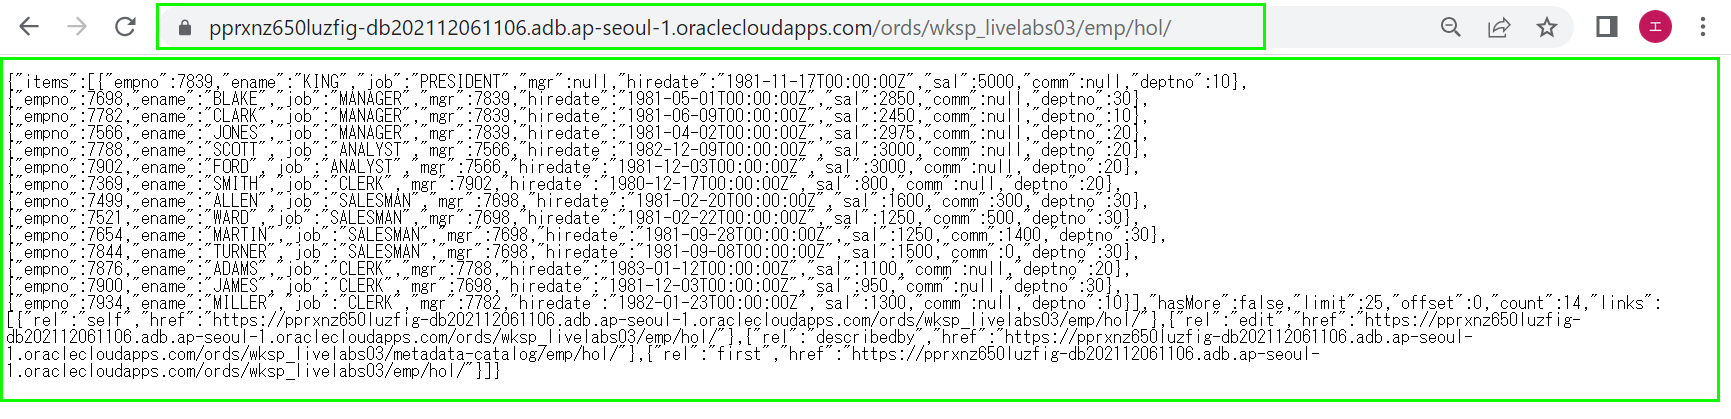 pprxnz650luzfig-db202112061106.adb.ap-seoul-1.oraclecloudapps.com/ords/wksp_livelabs03/emp/hol/
エ
{"items":[{"empno":7839,"ename":"KING","job":"PRESIDENT","mgr":null,"hiredate":"1981-11-17T00:00:00Z","sal":5000,"comm":null,"deptno":10},
{"empno":7698,"ename":"BLAKE","job":"MANAGER","mgr":7839,"hiredate":"1981-05-01T00:00:00Z","sal":2850,"comm":null,"deptno":30},
{"empno":7782,"ename":"CLARK","job":"MANAGER","mgr":7839,"hiredate":"1981-06-09T00:00:00Z","sal":2450,"comm":null,"deptno":10},
{"empno":7566,"ename":"JONES","job":"MANAGER","mgr":7839,"hiredate":"1981-04-02T00:00:00Z","sal":2975,"comm":null,"deptno":20},
{"empno":7788,"ename":"SCOTT","job":"ANALYST","mgr":7566,"hiredate":"1982-12-09T00:00:00Z","sal":3000,"comm":null,"deptno":20},
{"empno":7902,"ename":"FORD","job":"ANALYST","mgr":7566,"hiredate":"1981-12-03T00:00:00Z","sal":3000,"comm":null,"deptno":20},
{"empno":7369,"ename":"SMITH","job":"CLERK","mgr":7902,"hiredate":"1980-12-17T00:00:00Z","sal":800,"comm":null,"deptno":20},
{"empno":7499,"ename":"ALLEN","job":"SALESMAN","mgr":7698,"hiredate":"1981-02-20T00:00:00Z","sal":1600,"comm":300,"deptno":30},
{"empno":7521,"ename":"WARD","job":"SALESMAN","mgr":7698,"hiredate":"1981-02-22T00:00:00Z","sal":1250,"comm":500,"deptno":30},
{"empno":7654,"ename":"MARTIN","job":"SALESMAN","mgr":7698,"hiredate":"1981-09-28T00:00:00Z","sal":1250,"comm":1400,"deptno":30},
{"empno":7844,"ename":"TURNER","job":"SALESMAN","mgr":7698,"hiredate":"1981-09-08T00:00:00Z","sal":1500,"comm":0,"deptno":30},
{"empno":7876,"ename":"ADAMS","job":"CLERK","mgr":7788,"hiredate":"1983-01-12T00:00:00Z","sal":1100,"comm":null,"deptno":20},
{"empno":7900,"ename":"JAMES","job":"CLERK","mgr":7698,"hiredate":"1981-12-03T00:00:00Z","sal":950,"comm":null,"deptno":30},
{"empno":7934,"ename":"MILLER","job":"CLERK","mgr":7782,"hiredate":"1982-01-23T00:00:00Z","sal":1300,"comm":null,"deptno":10}],"hasMore":false,"limit":25,"offset":0,"count":14,"links":
[{"rel":"self","href":"https://pprxnz650luzfig-db202112061106.adb.ap-seoul-1.oraclecloudapps.com/ords/wksp_livelabs03/emp/hol/"},{"rel":"edit","href":"https://pprxnz650luzfig-
db202112061106.adb.ap-seoul-1.oraclecloudapps.com/ords/wksp_livelabs03/emp/hol/"},{"rel":"describedby","href":"https://pprxnz650luzfig-db202112061106.adb.ap-seoul-
1.oraclecloudapps.com/ords/wksp_livelabs03/metadata-catalog/emp/hol/"},{"rel":"first","href":"https://pprxnz650luzfig-db202112061106.adb.ap-seoul-
1.oraclecloudapps.com/ords/wksp_livelabs03/emp/hol/"}]}